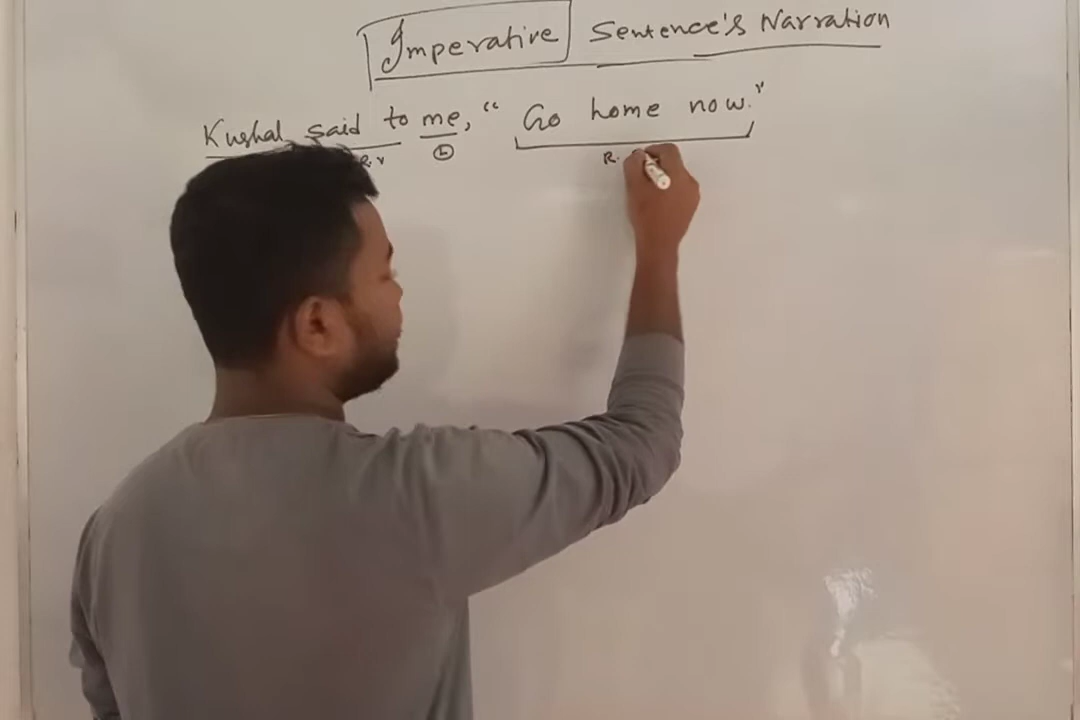 Imperative Sentence's Narration
Kushal said to me, "Go home now."
R.v L R.